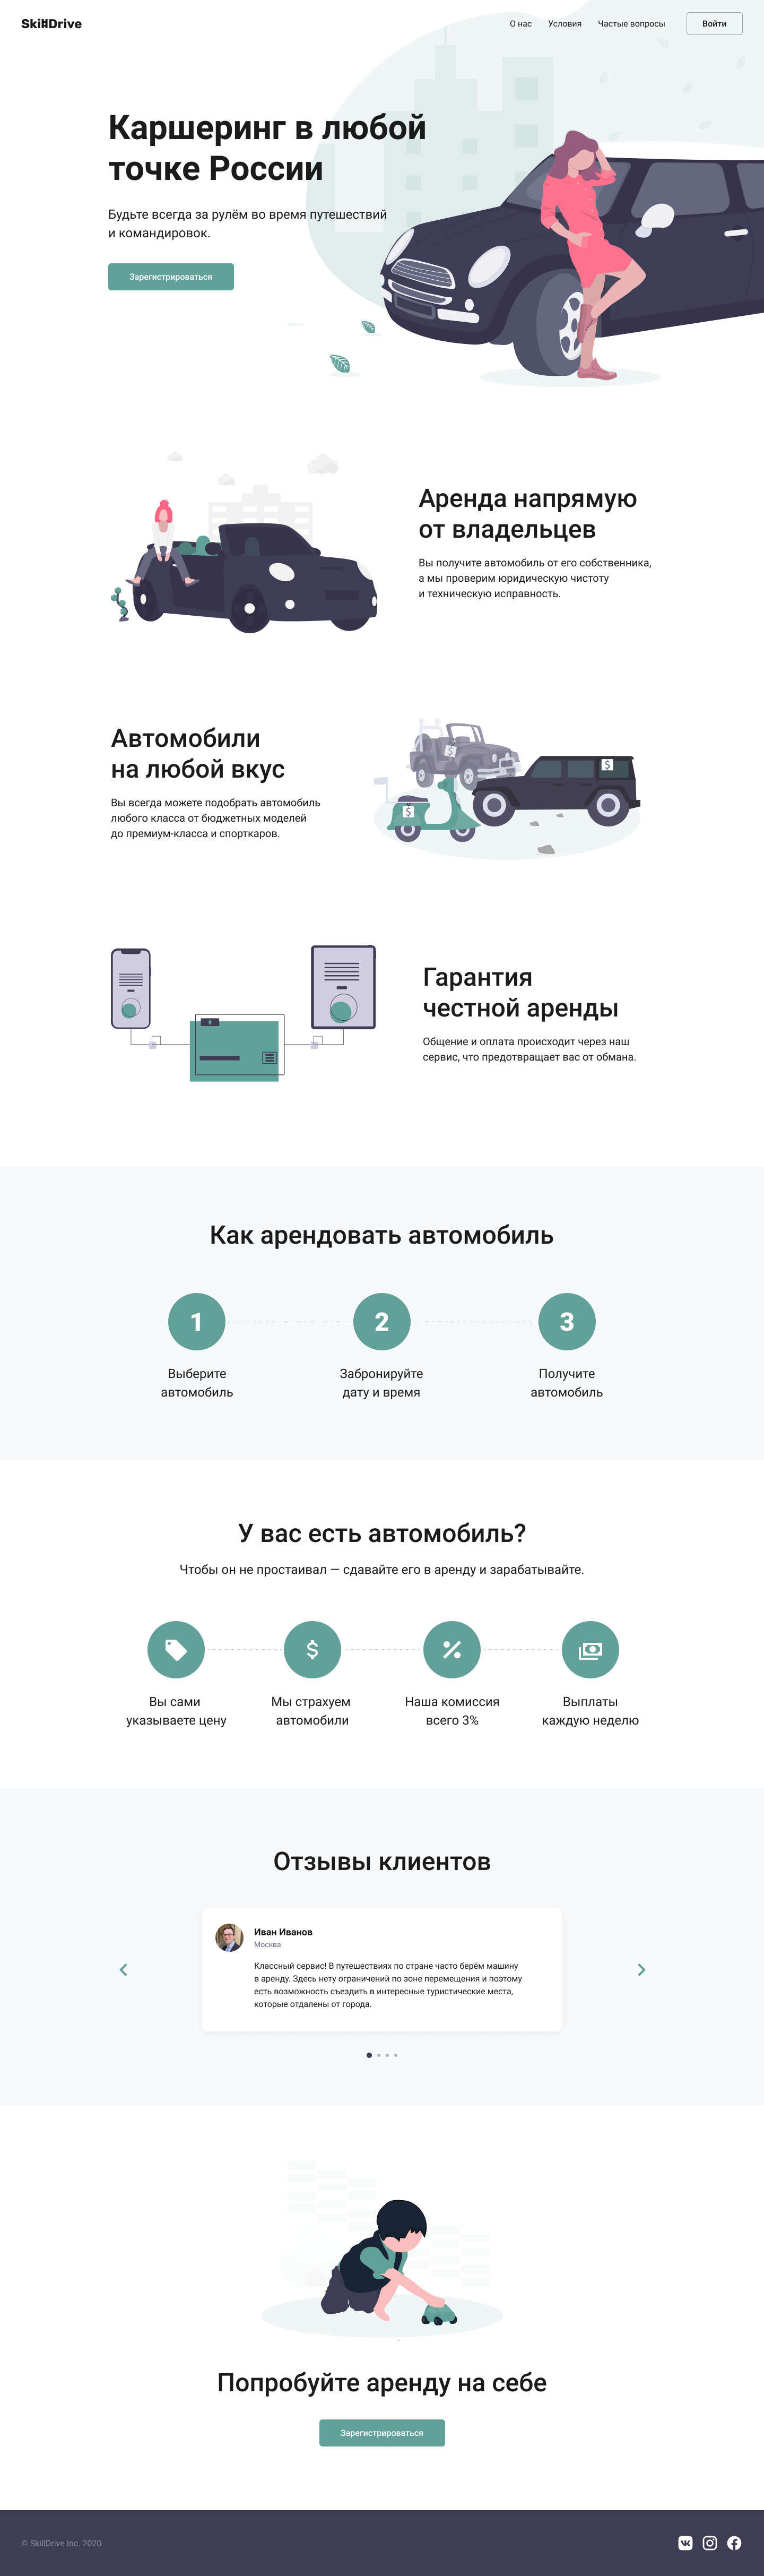 SkillDrive
О нас
Условия
Частые вопросы
Войти
Каршеринг в любой
точке России
Будьте всегда за рулём во время путешествий
и командировок.
Зарегистрироваться
Аренда напрямую
от владельцев
Вы получите автомобиль от его собственника,
а мы проверим юридическую чистоту
и техническую исправность.
Автомобили
на любой вкус
Вы всегда можете подобрать автомобиль
любого класса от бюджетных моделей
до премиум-класса и спорткаров.
$
$
$
Гарантия
честной аренды
Общение и оплата происходит через наш
сервис, что предотвращает вас от обмана.
Как арендовать автомобиль
1
2
3
Выберите
автомобиль
Забронируйте
дату и время
Получите
автомобиль
У вас есть автомобиль?
Чтобы он не простаивал — сдавайте его в аренду и зарабатывайте.
$
%
Вы сами
указываете цену
Мы страхуем
автомобили
Наша комиссия
всего 3%
Выплаты
каждую неделю
Отзывы клиентов
Иван Иванов
Москва
Классный сервис! В путешествиях по стране часто берём машину
в аренду. Здесь нету ограничений по зоне перемещения и поэтому
есть возможность съездить в интересные туристические места,
которые отдалены от города.
Попробуйте аренду на себе
Зарегистрироваться
© SkillDrive Inc. 2020